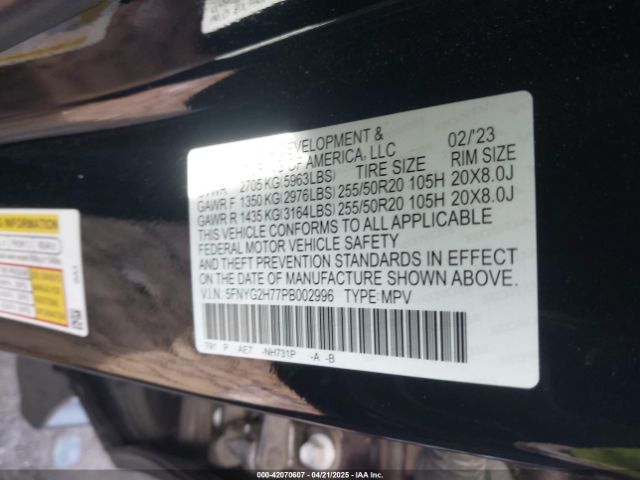 DEVELOPMENT &
OF AMERICA, LLC
02/'23
2705 KG(5963LBS) TIRE SIZE RIM SIZE
GAWR F 1350 KG(2976LBS) 255/50R20 105H 20X8.0J
GAWR R 1435 KG(3164LBS) 255/50R20 105H 20X8.0J
THIS VEHICLE CONFORMS TO ALL APPLICABLE
FEDERAL MOTOR VEHICLE SAFETY
AND THEFT PREVENTION STANDARDS IN EFFECT
ON THE DATE OF MANUFACTURE SHOWN ABOVE.
V.I.N.: 5FNYG2H77PB002996 TYPE: MPV
791 P AET -NH731P -A -B
000-42070607 - 04/21/2025 - IAA Inc.